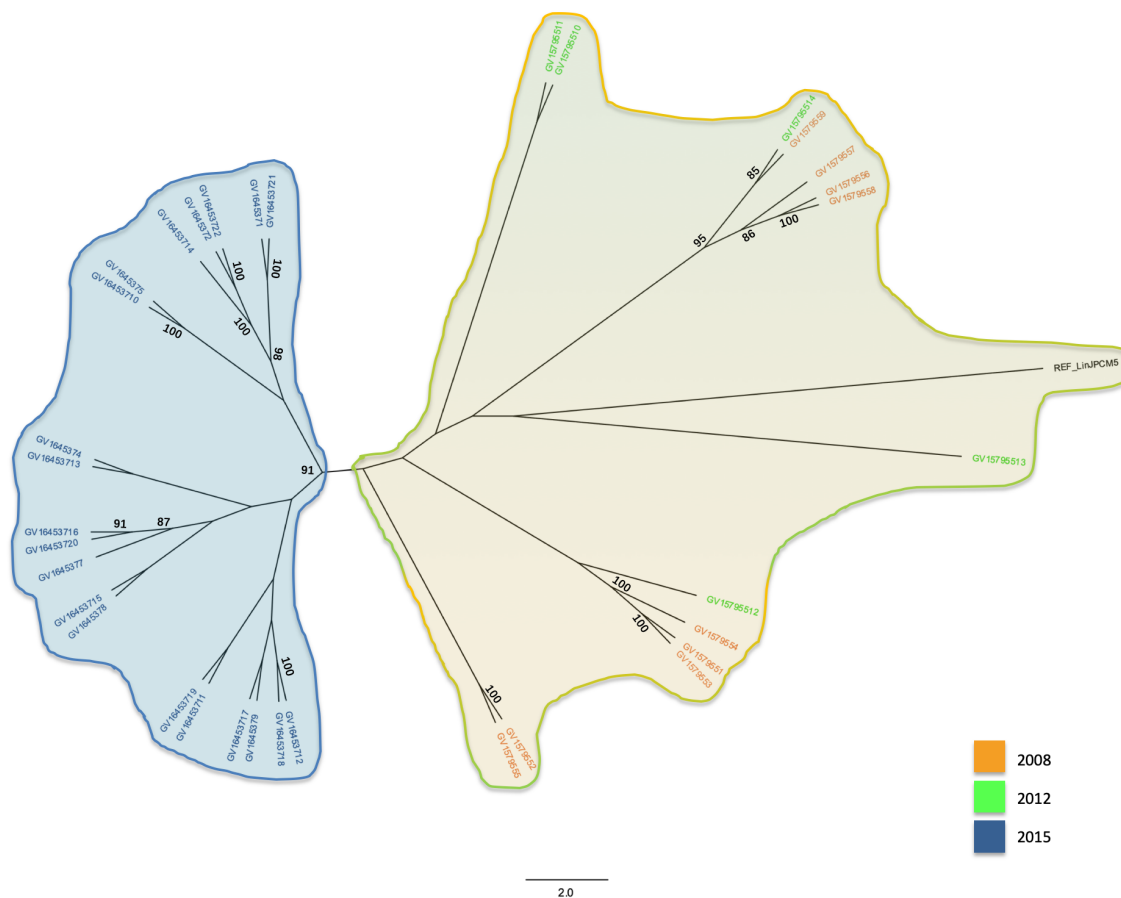 GV15795511
GV15795510
GV15795514
GV1579559
GV1579557
GV1579556
GV1579558
85
95
86
100
GV16453721
GV1645371
GV16453722
GV1645372
GV16453714
GV1645375
GV16453710
100
100
100
100
98
REF_LinJPCM5
GV15795513
GV1645374
GV16453713
91
GV16453716
GV16453720
GV1645377
91
87
GV16453715
GV1645378
GV15795512
GV1579554
GV1579551
GV1579553
100
100
GV16453719
GV16453711
GV16453717
GV1645379
GV16453718
GV16453712
100
100
GV1579552
GV1579555
2008
2012
2015
2.0